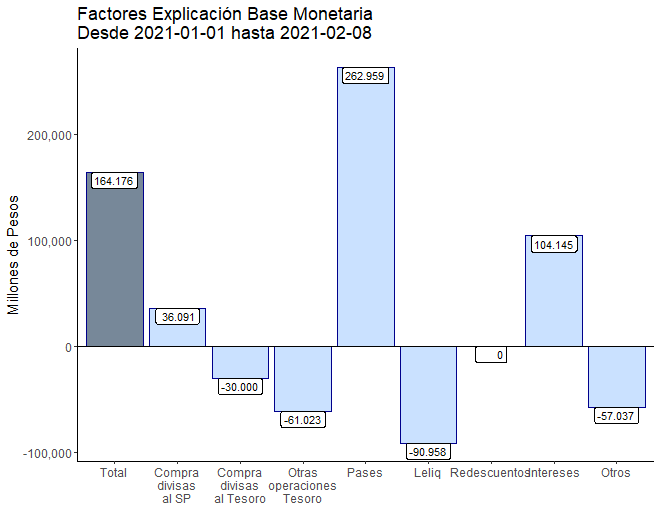 Factores Explicación Base Monetaria
Desde 2021-01-01 hasta 2021-02-08
Millones de Pesos
200,000
100,000
0
-100,000
164.176
36.091
-30.000
-61.023
262.959
-90.958
0
104.145
-57.037
Total
Compra
divisas
al SP
Compra
divisas
al Tesoro
Otras
operaciones
Tesoro
Pases
Leliq
Redescuentos
Intereses
Otros